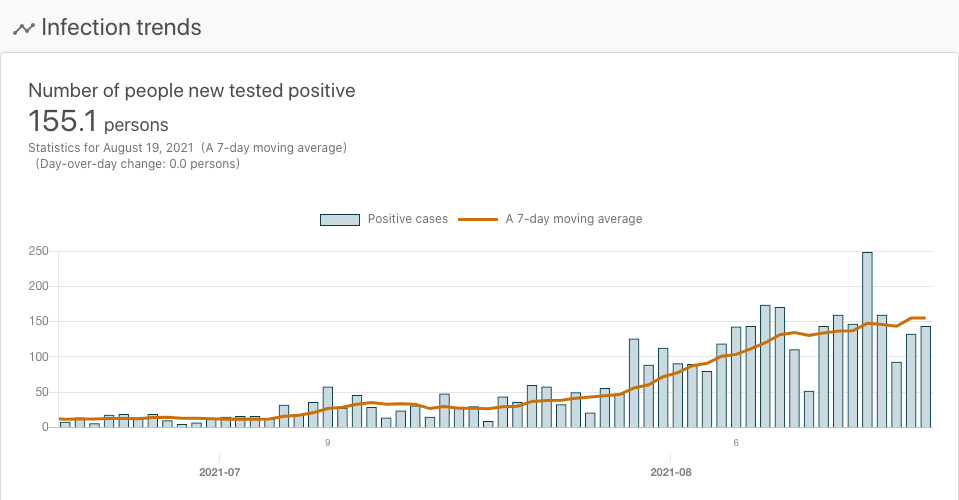 Infection trends
Number of people new tested positive
155.1 persons
Statistics for August 19, 2021 (A 7-day moving average)
(Day-over-day change: 0.0 persons)
Positive cases A 7-day moving average
250
200
150
100
50
0
9 6
2021-07 2021-08